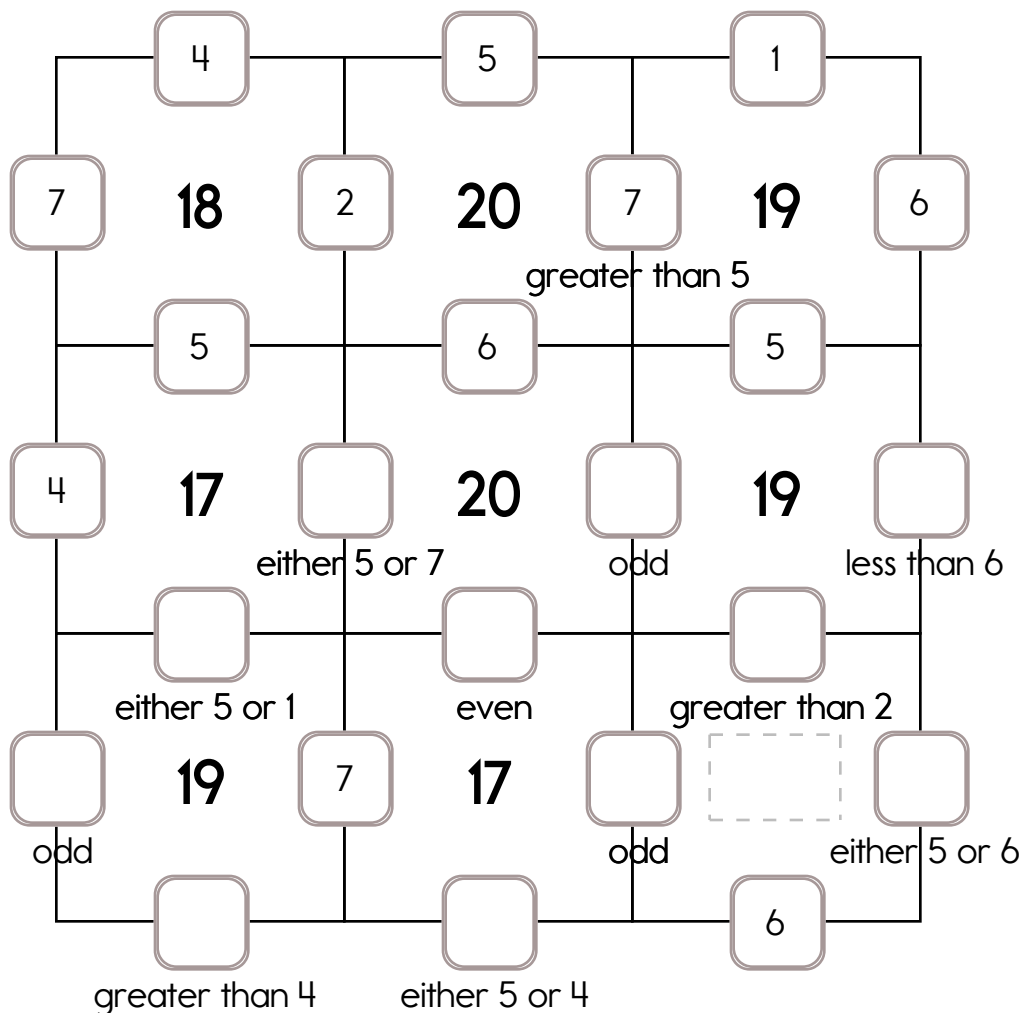 4 5 1
7 18 2 20 7 19 6
greater than 5
5 6 5
4 17 20 19
either 5 or 7 odd less than 6
either 5 or 1 even greater than 2
19 7 17
odd odd either 5 or 6
6
greater than 4 either 5 or 4